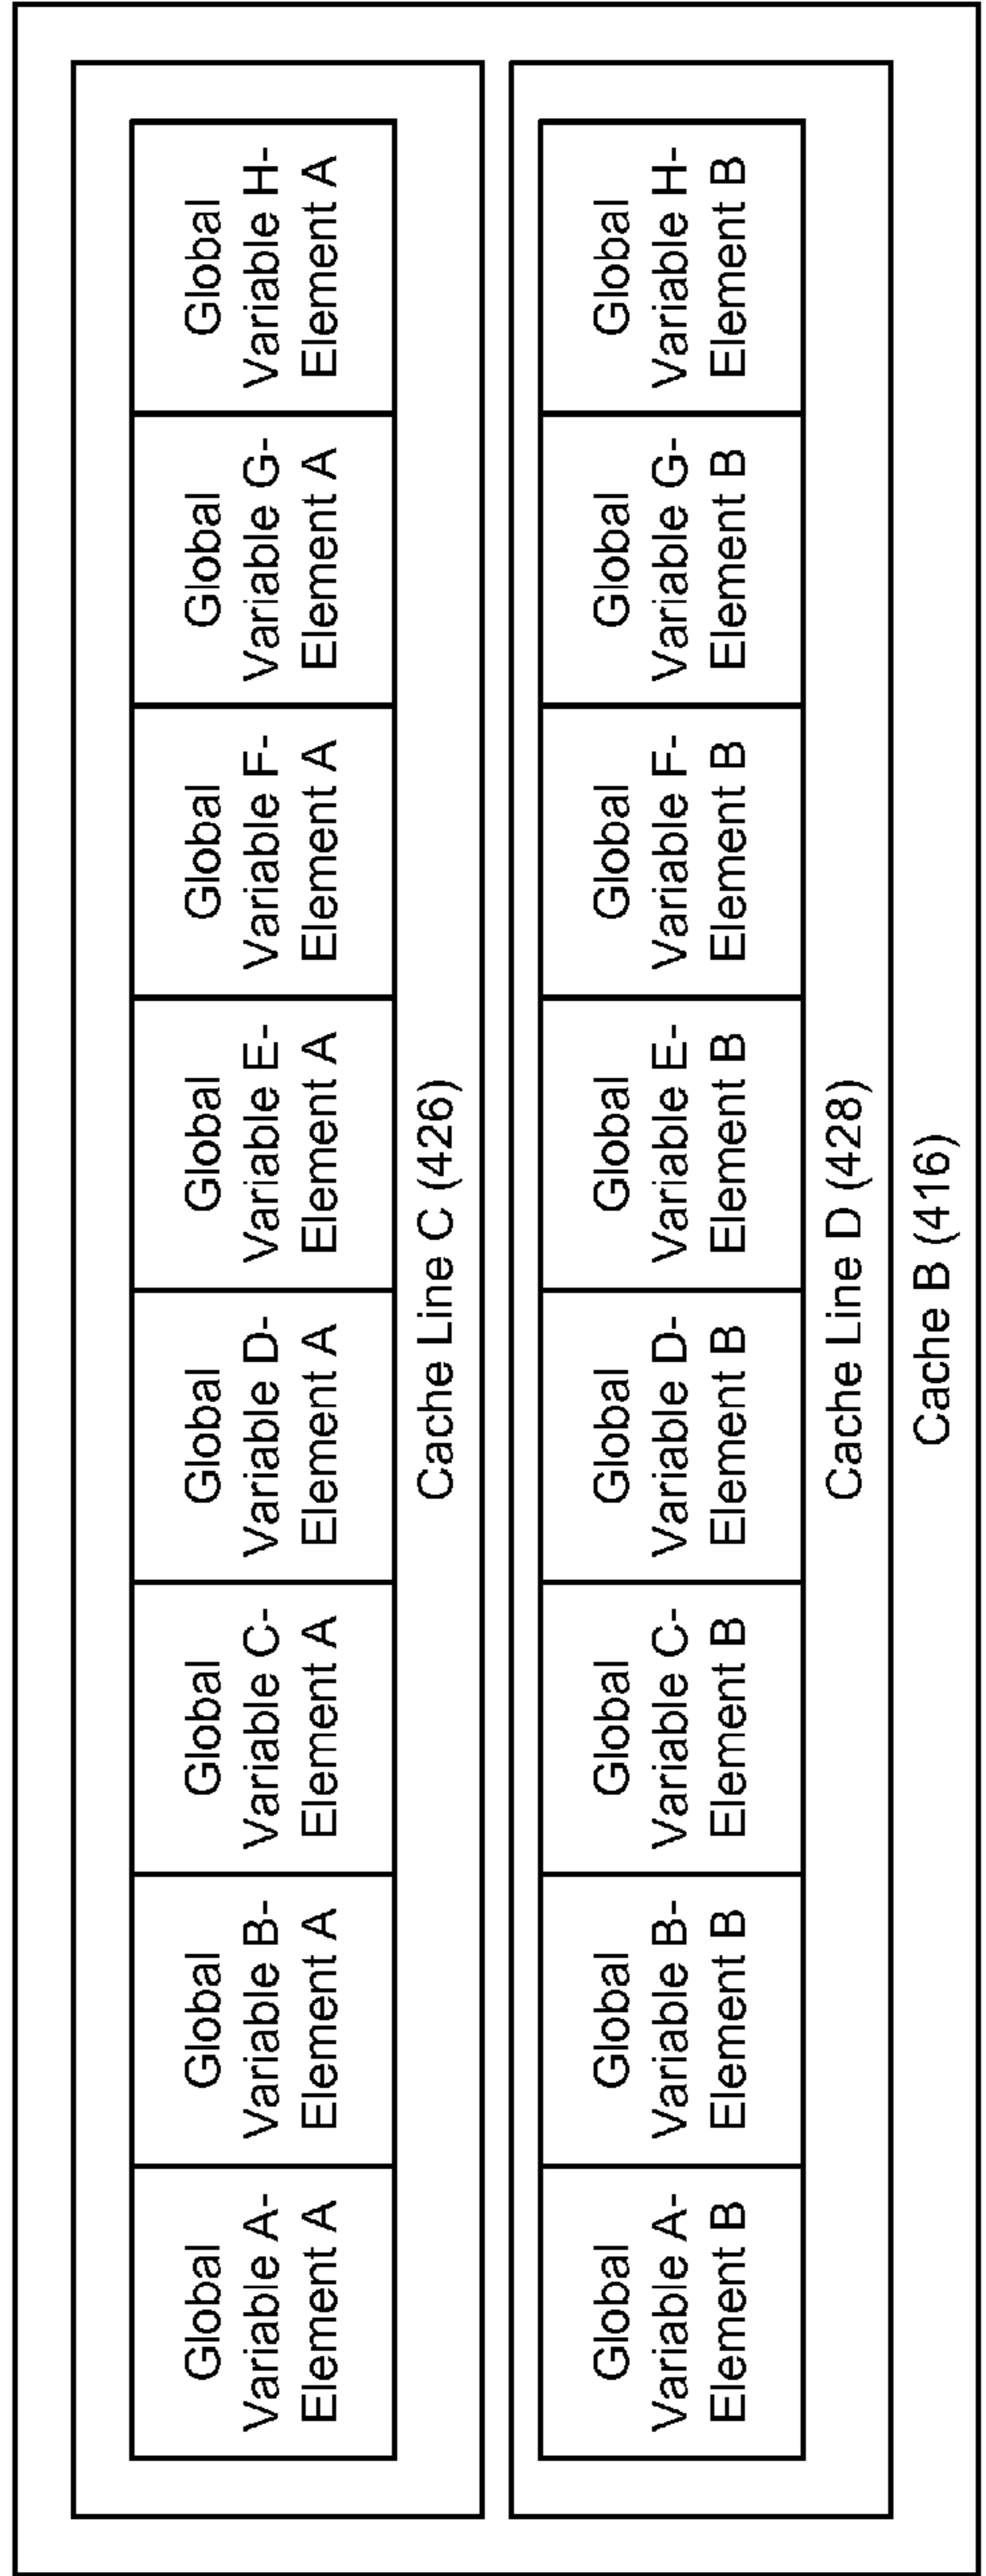 Global
Variable A-
Element A
Global
Variable B-
Element A
Global
Variable C-
Element A
Global
Variable D-
Element A
Global
Variable E-
Element A
Global
Variable F-
Element A
Global
Variable G-
Element A
Global
Variable H-
Element A
Cache Line C (426)
Global
Variable A-
Element B
Global
Variable B-
Element B
Global
Variable C-
Element B
Global
Variable D-
Element B
Global
Variable E-
Element B
Global
Variable F-
Element B
Global
Variable G-
Element B
Global
Variable H-
Element B
Cache Line D (428)
Cache B (416)